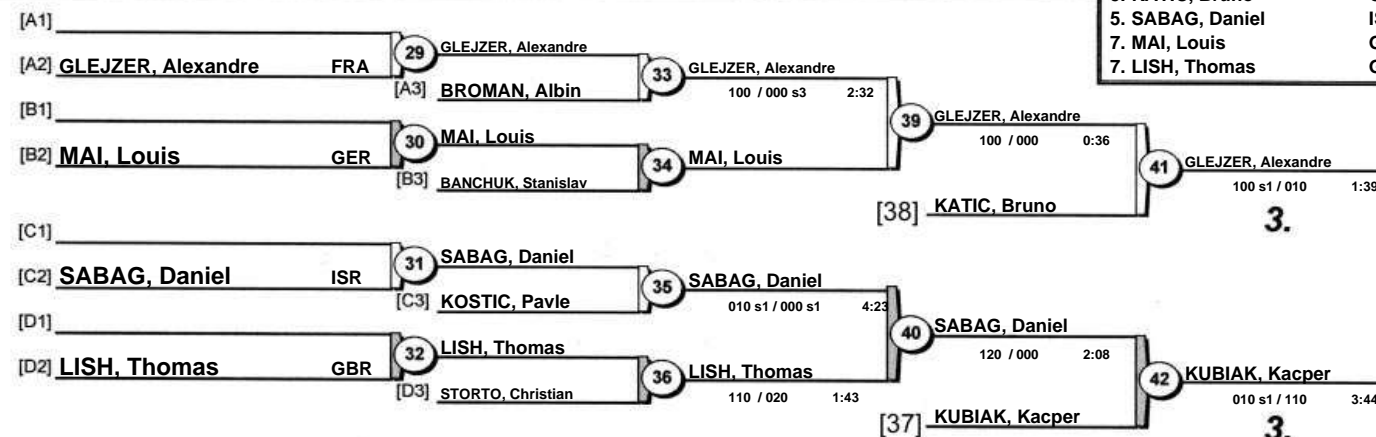 5. SABAG, Daniel
7. MAI, Louis
7. LISH, Thomas
[A1]
[A2] GLEJZER, Alexandre FRA
29
GLEJZER, Alexandre
[A3] BROMAN, Albin
33
GLEJZER, Alexandre
100 / 000 s3 2:32
[B1]
[B2] MAI, Louis GER
30
MAI, Louis
[B3] BANCHUK, Stanislav
34
MAI, Louis
39
GLEJZER, Alexandre
100 / 000 0:36
[38] KATIC, Bruno
41
GLEJZER, Alexandre
100 s1 / 010 1:39
3.
[C1]
[C2] SABAG, Daniel ISR
31
SABAG, Daniel
[C3] KOSTIC, Pavle
35
SABAG, Daniel
010 s1 / 000 s1 4:23
[D1]
[D2] LISH, Thomas GBR
32
LISH, Thomas
[D3] STORTO, Christian
36
LISH, Thomas
110 / 020 1:43
40
SABAG, Daniel
120 / 000 2:08
[37] KUBIAK, Kacper
42
KUBIAK, Kacper
010 s1 / 110 3:44
3.